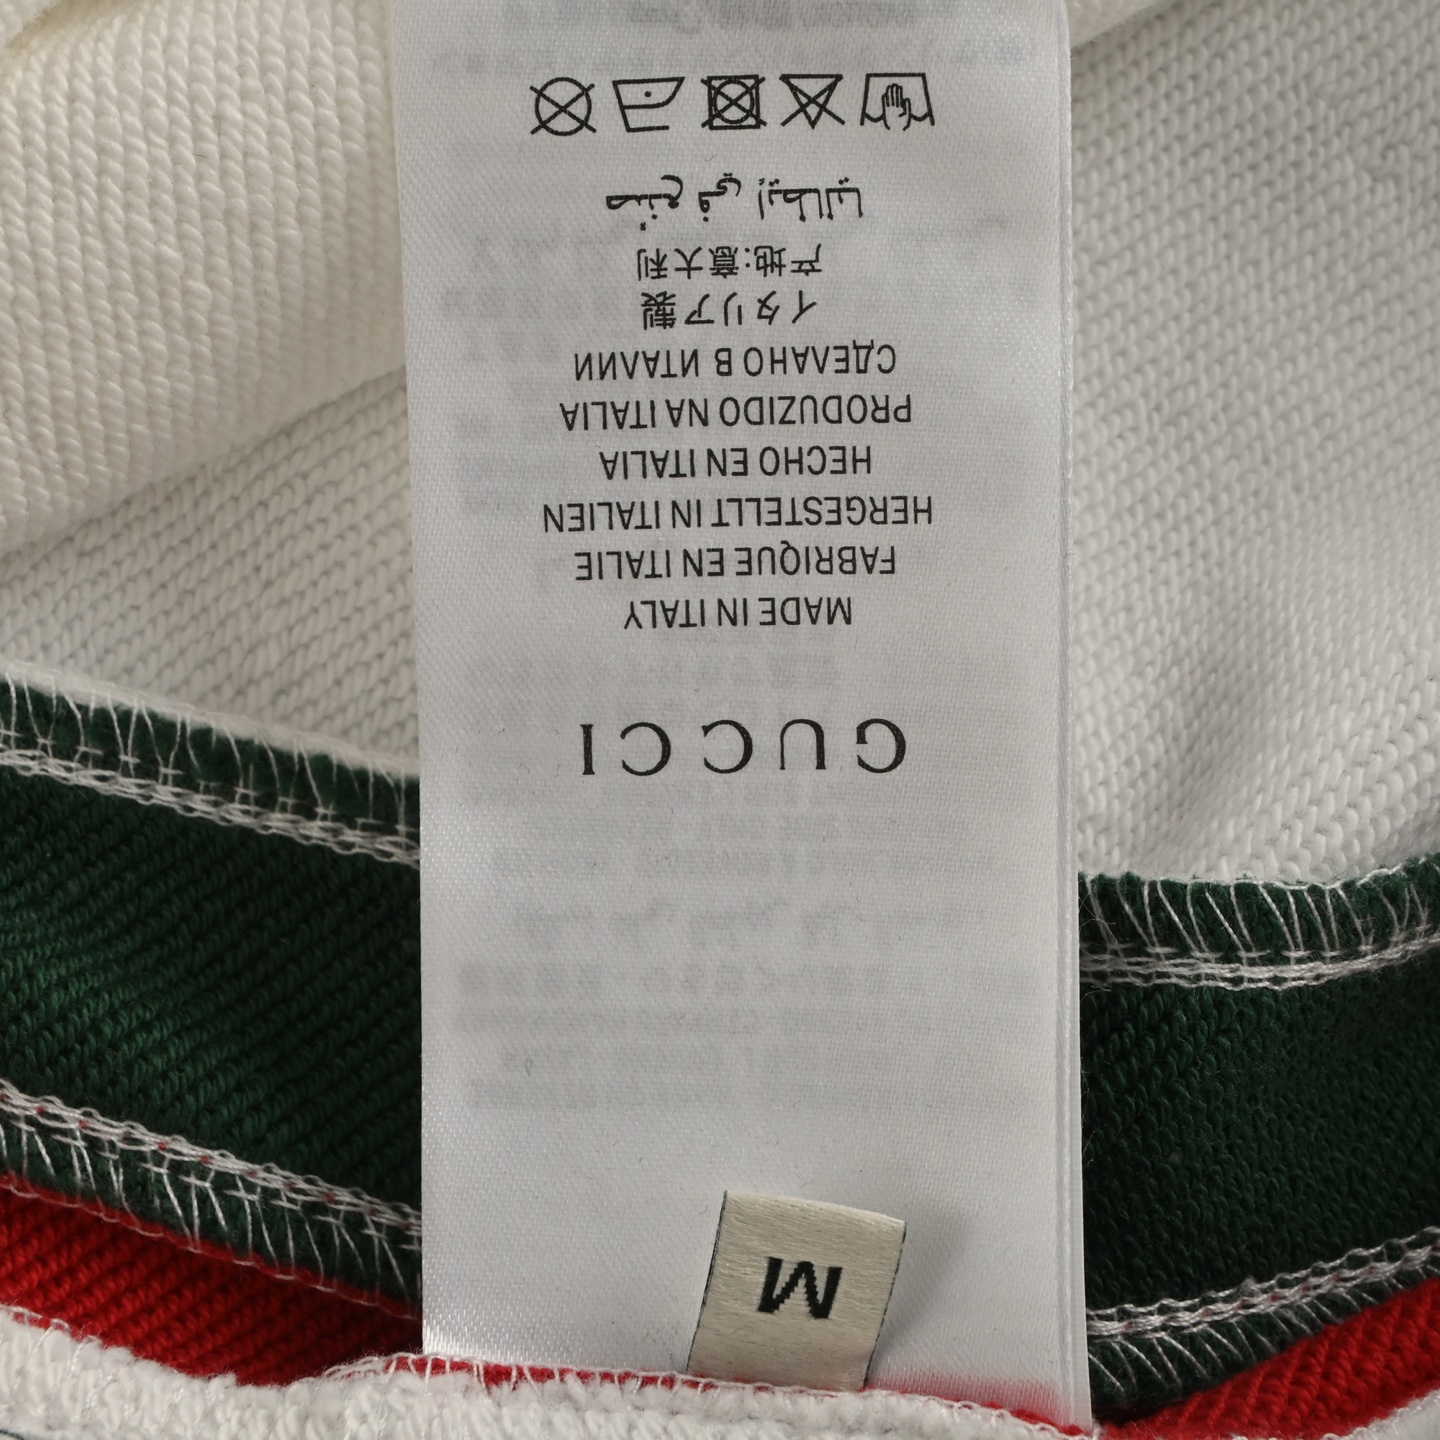 M
GUCCI
MADE IN ITALY
FABRIQUE EN ITALIE
HERGESTELLT IN ITALIEN
HECHO EN ITALIA
PRODUZIDO NA ITALIA
СДЕЛАНО В ИТАЛИИ
イタリア製
产地:意大利
صنع في إيطاليا